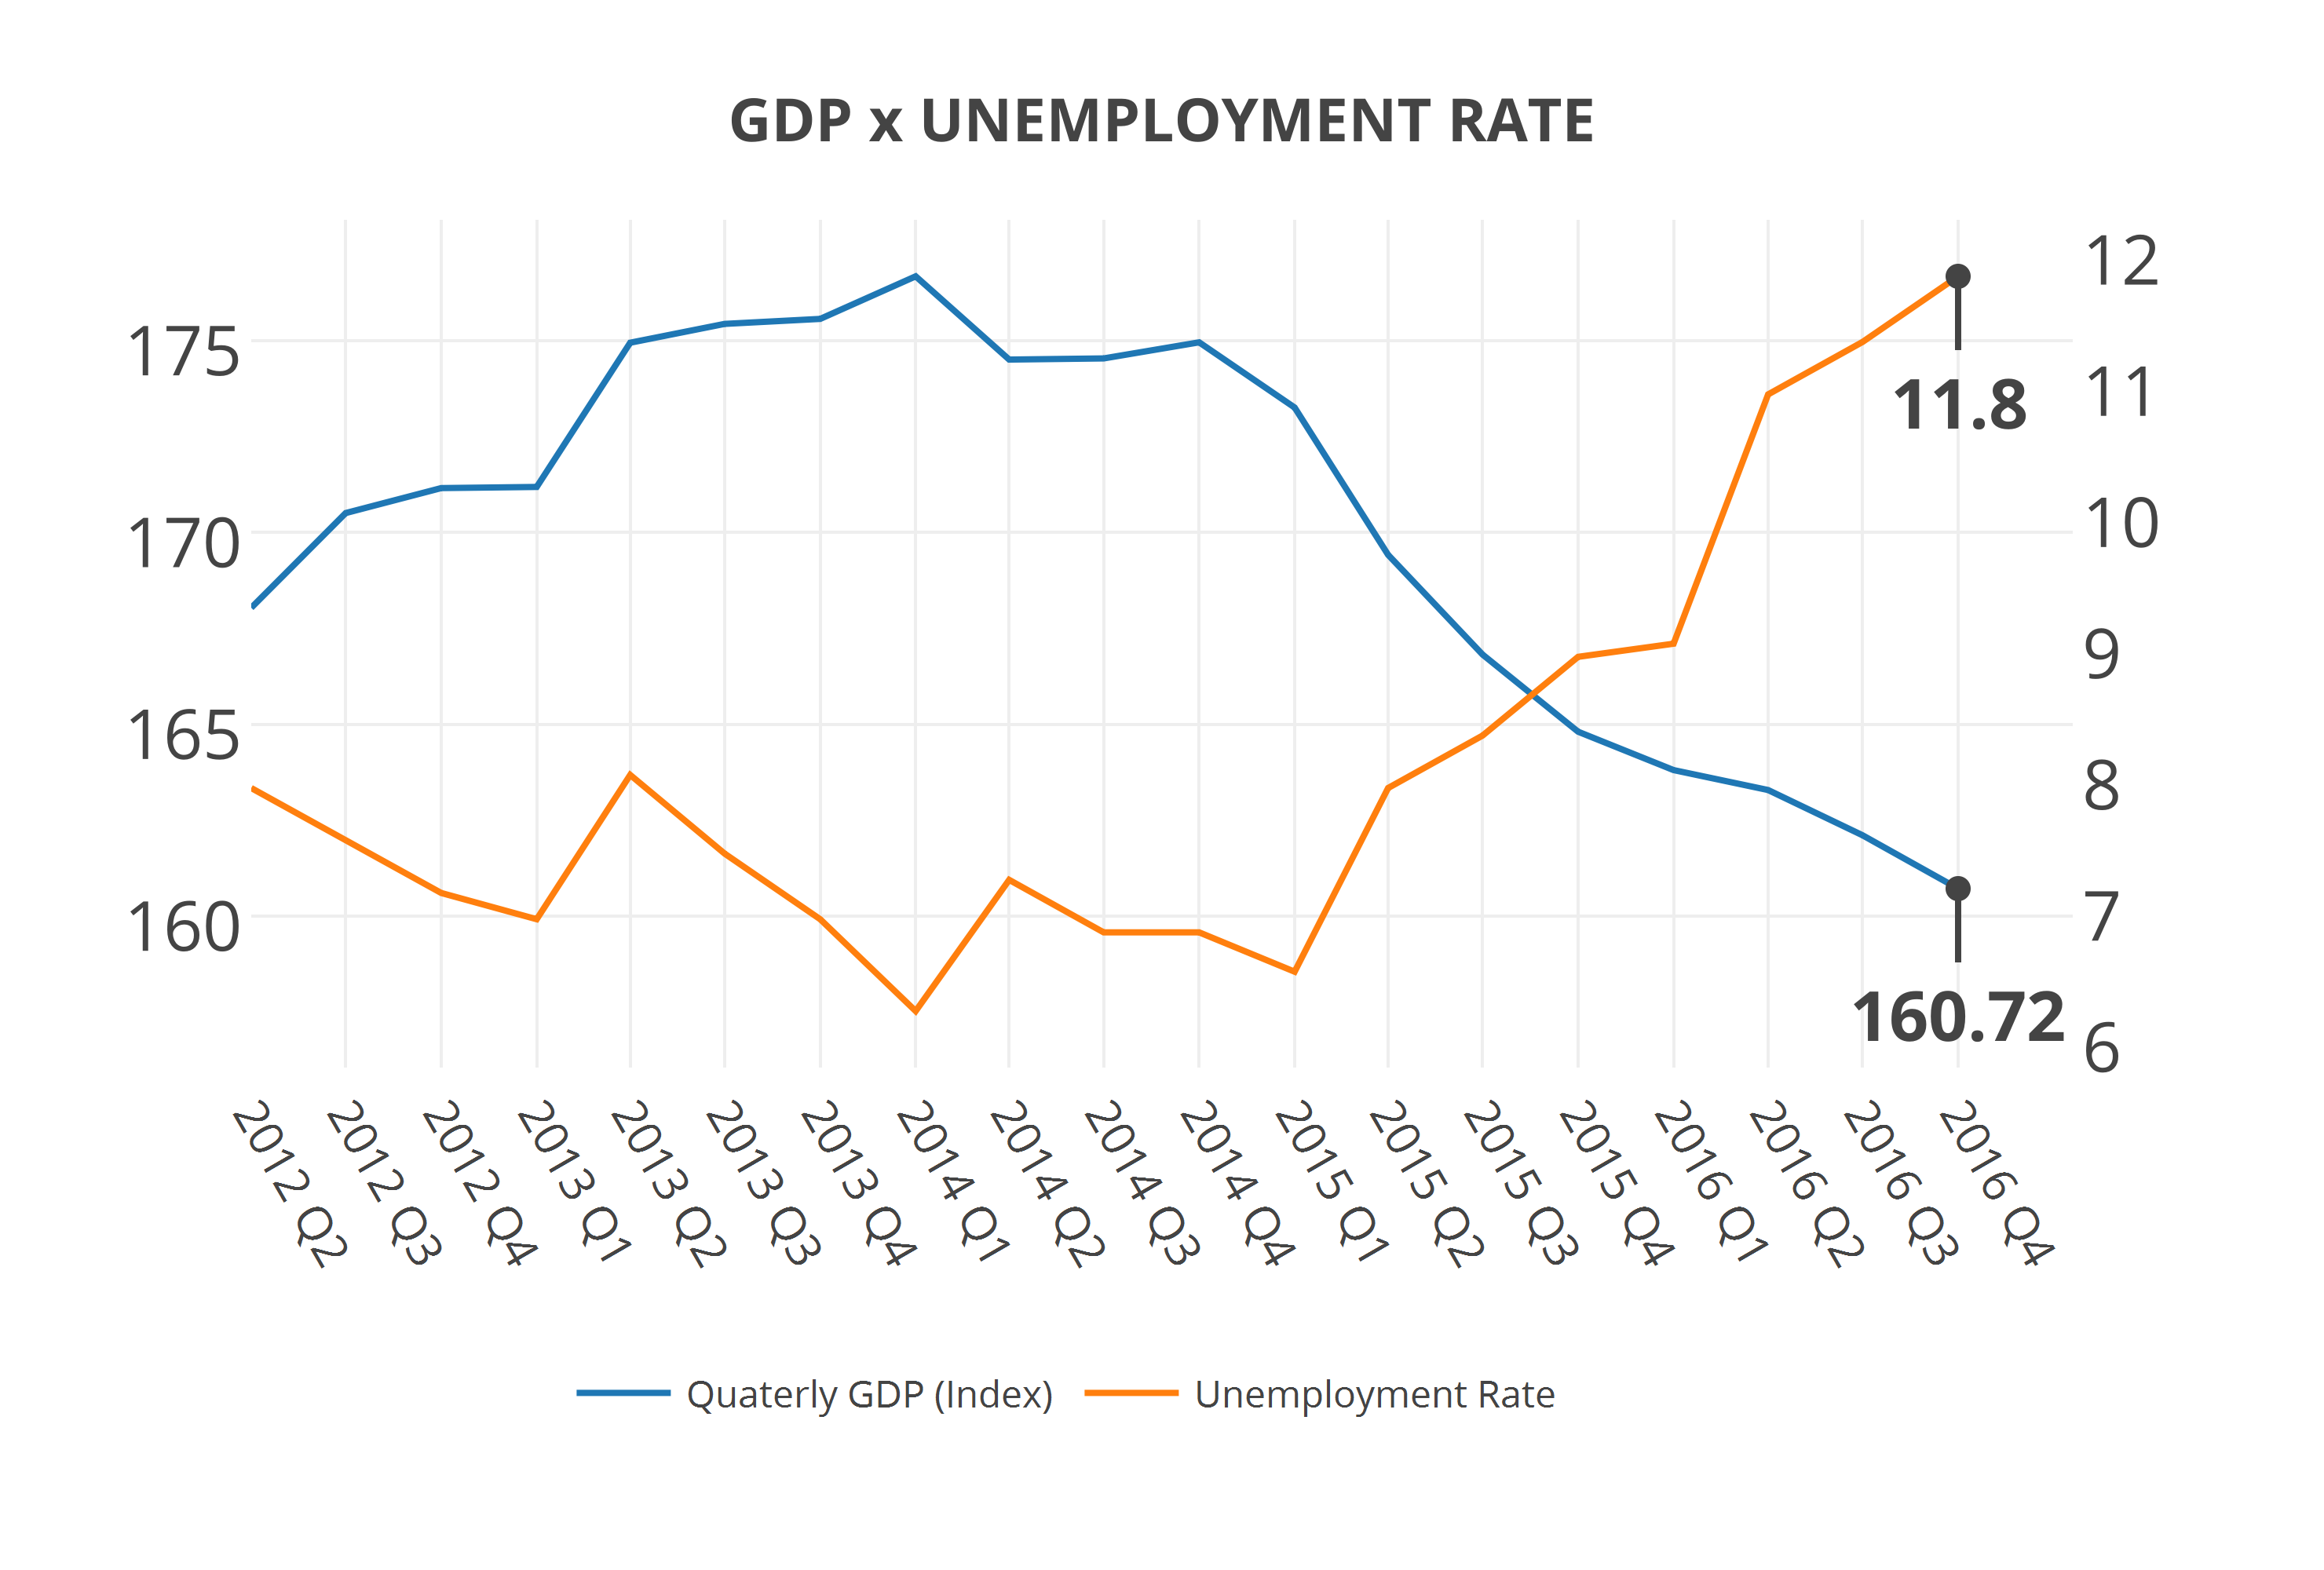 GDP x UNEMPLOYMENT RATE
175
170
165
160
12
11
10
9
8
7
6
11.8
160.72
2012 Q2
2012 Q3
2012 Q4
2013 Q1
2013 Q2
2013 Q3
2013 Q4
2014 Q1
2014 Q2
2014 Q3
2014 Q4
2015 Q1
2015 Q2
2015 Q3
2015 Q4
2016 Q1
2016 Q2
2016 Q3
2016 Q4
Quaterly GDP (Index)
Unemployment Rate